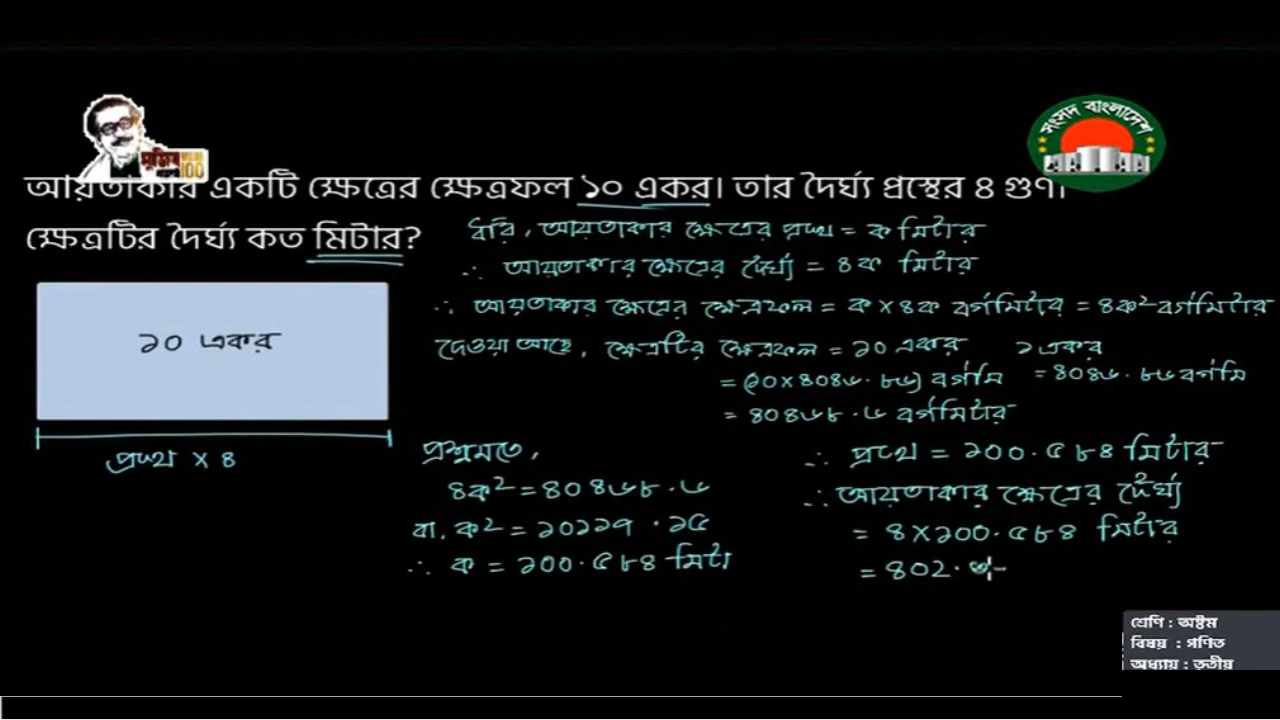 সংসদ বাংলাদেশ
মুজিব 100
আয়তাকার একটি ক্ষেত্রের ক্ষেত্রফল ১০ একর। তার দৈর্ঘ্য প্রস্থের ৪ গুণ।
ক্ষেত্রটির দৈর্ঘ্য কত মিটার?
ধরি, আয়তাকার ক্ষেত্রের প্রস্থ = ক মিটার
∴ আয়তাকার ক্ষেত্রের দৈর্ঘ্য = ৪ক মিটার
∴ আয়তাকার ক্ষেত্রের ক্ষেত্রফল = ক × ৪ক বর্গমিটার = ৪ক² বর্গমিটার
দেওয়া আছে, ক্ষেত্রটির ক্ষেত্রফল = ১০ একর
= (১০×৪০৪৬.৮৬) বর্গমি
= ৪০৪৬৮.৬ বর্গমিটার
১ একর
= ৪০৪৬.৮৬ বর্গমি
১০ একর
প্রস্থ × ৪
প্রশ্নমতে,
৪ক² = ৪০৪৬৮.৬
বা, ক² = ১০১১৭.১৫
∴ ক = ১০০.৫৮৪ মিটা
∴ প্রস্থ = ১০০.৫৮৪ মিটার
∴ আয়তাকার ক্ষেত্রের দৈর্ঘ্য
= ৪×১০০.৫৮৪ মিটার
= ৪০২.
শ্রেণি : অষ্টম
বিষয় : গণিত
অধ্যায় : তৃতীয়